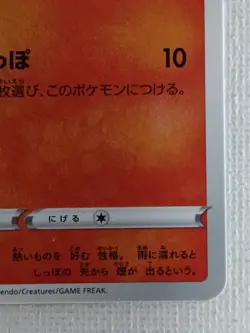 っぽ 10
枚選び、このポケモンにつける。
にげる
熱いものを 好む 性格。 雨に濡れると
しっぽの 先から 煙が 出るという。
ntendo/Creatures/GAME FREAK.